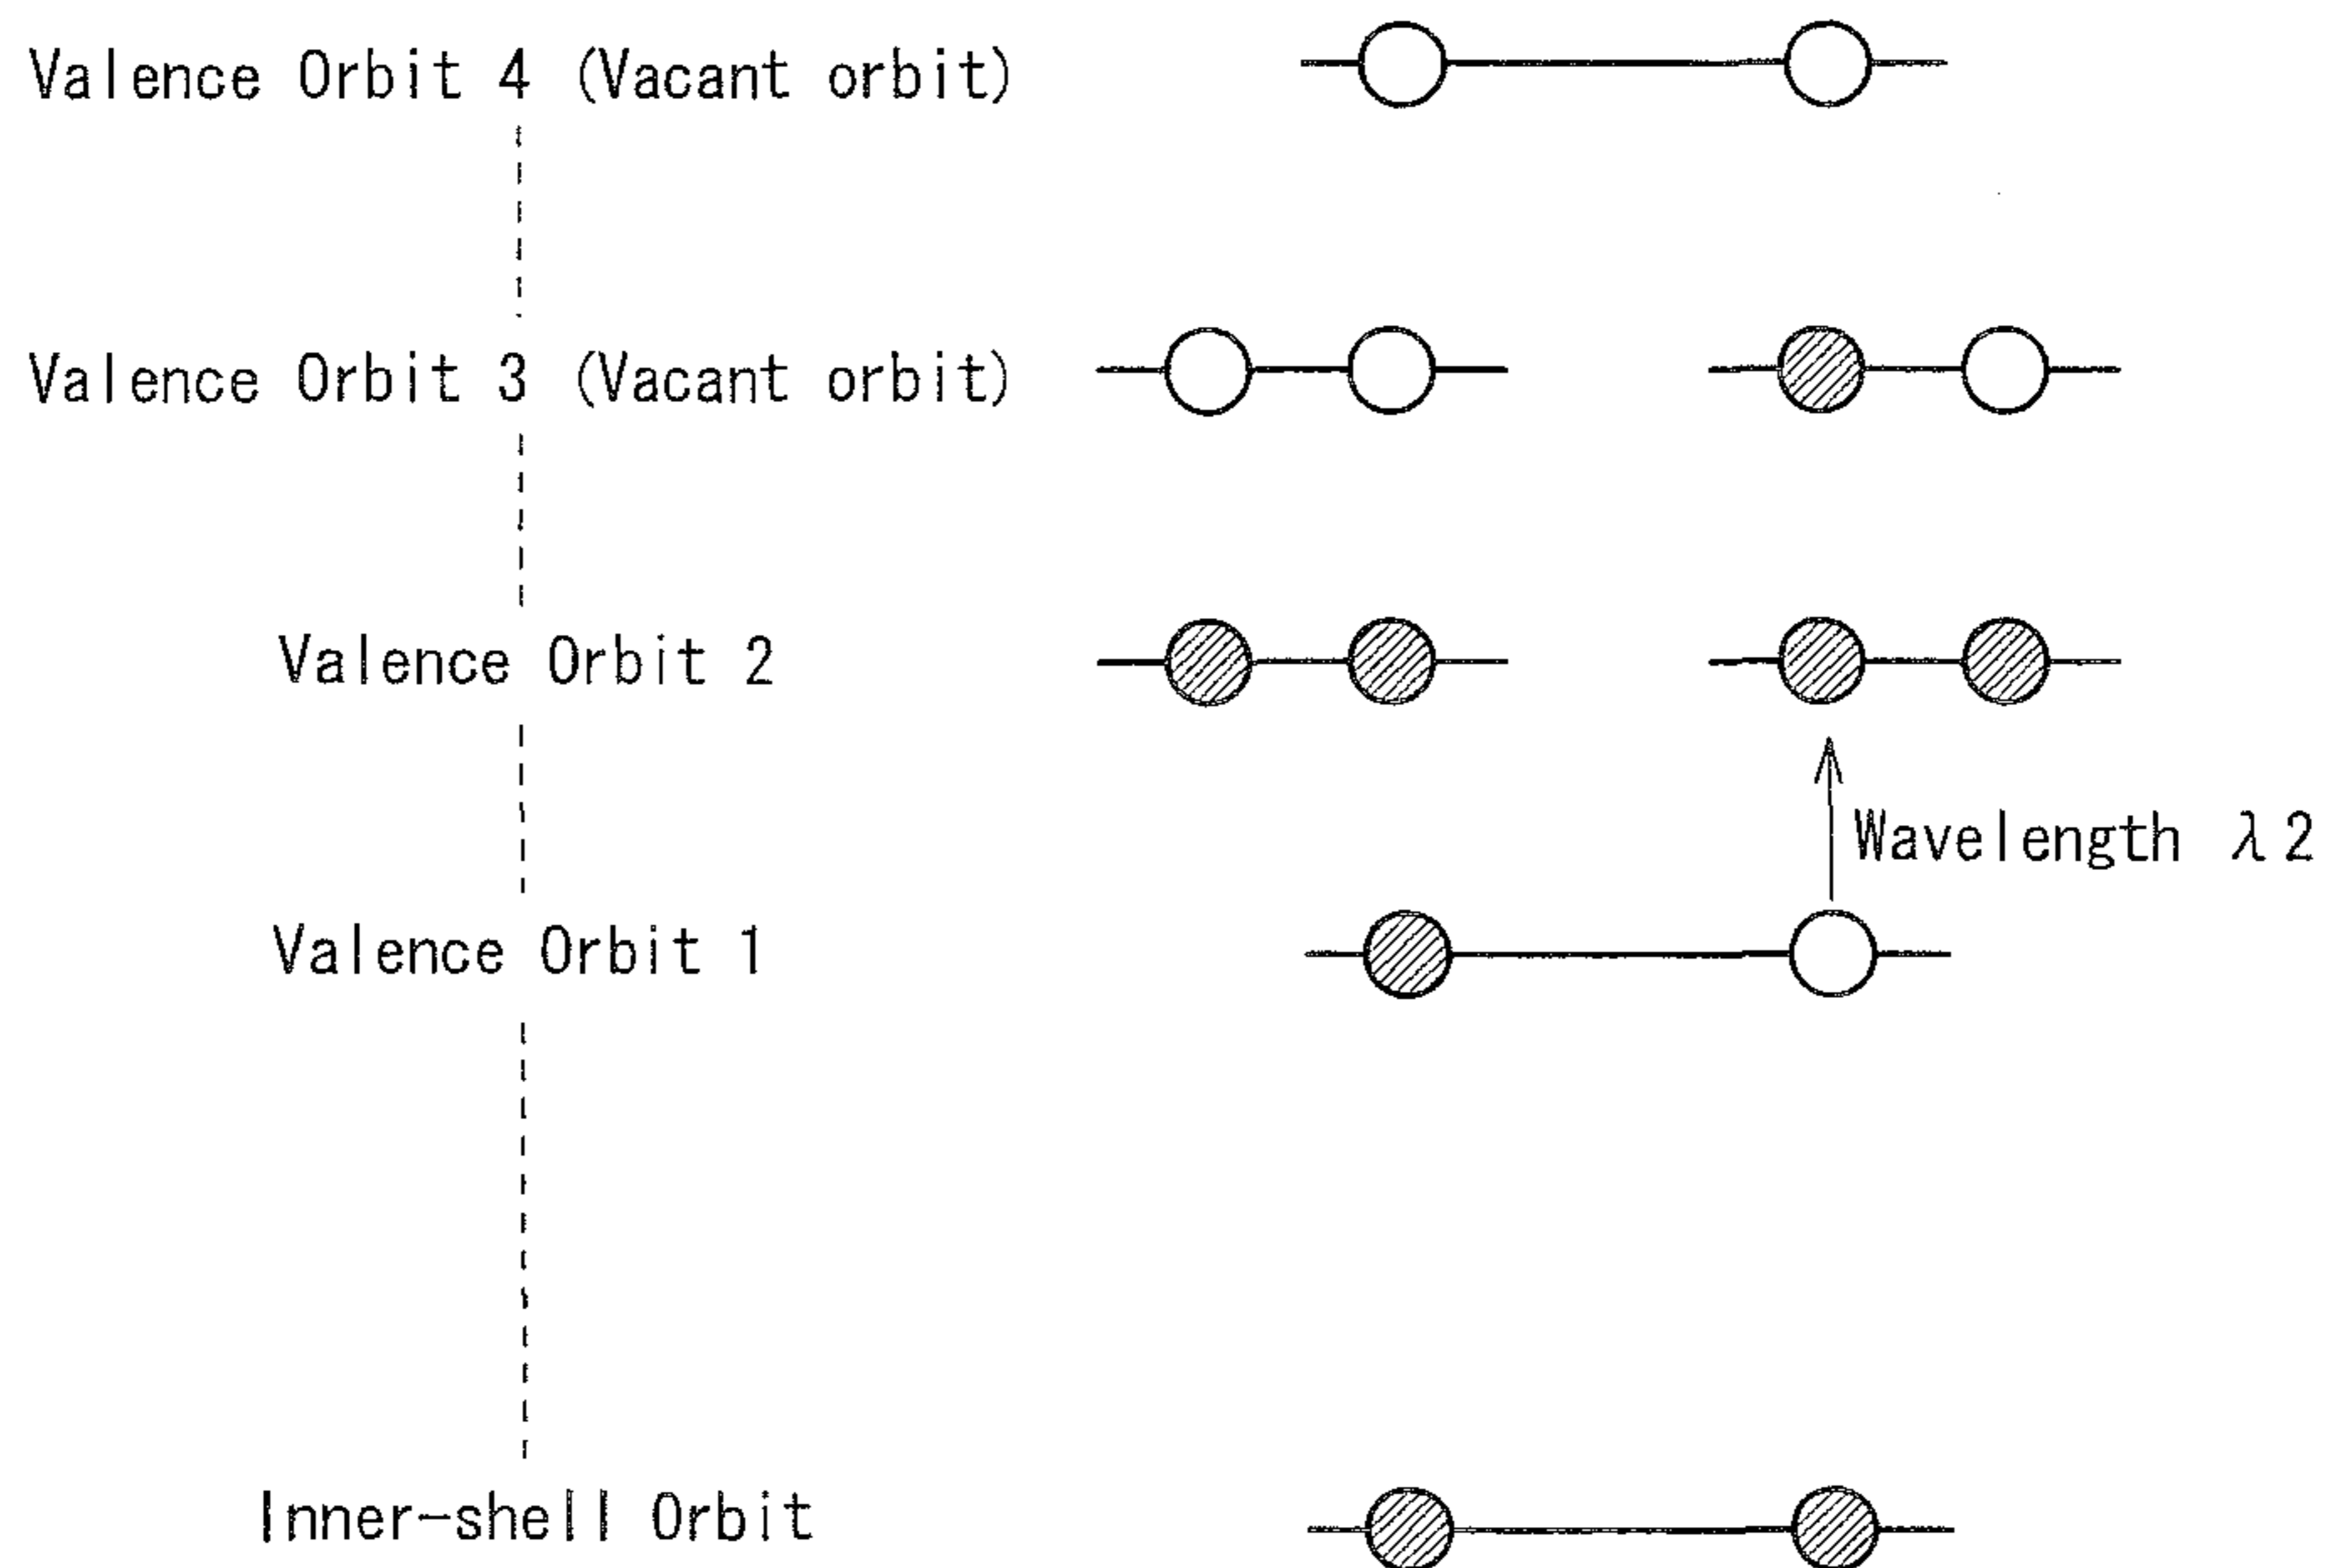 Valence Orbit 4 (Vacant orbit)
Valence Orbit 3 (Vacant orbit)
Valence Orbit 2
Wavelength λ2
Valence Orbit 1
Inner-shell Orbit